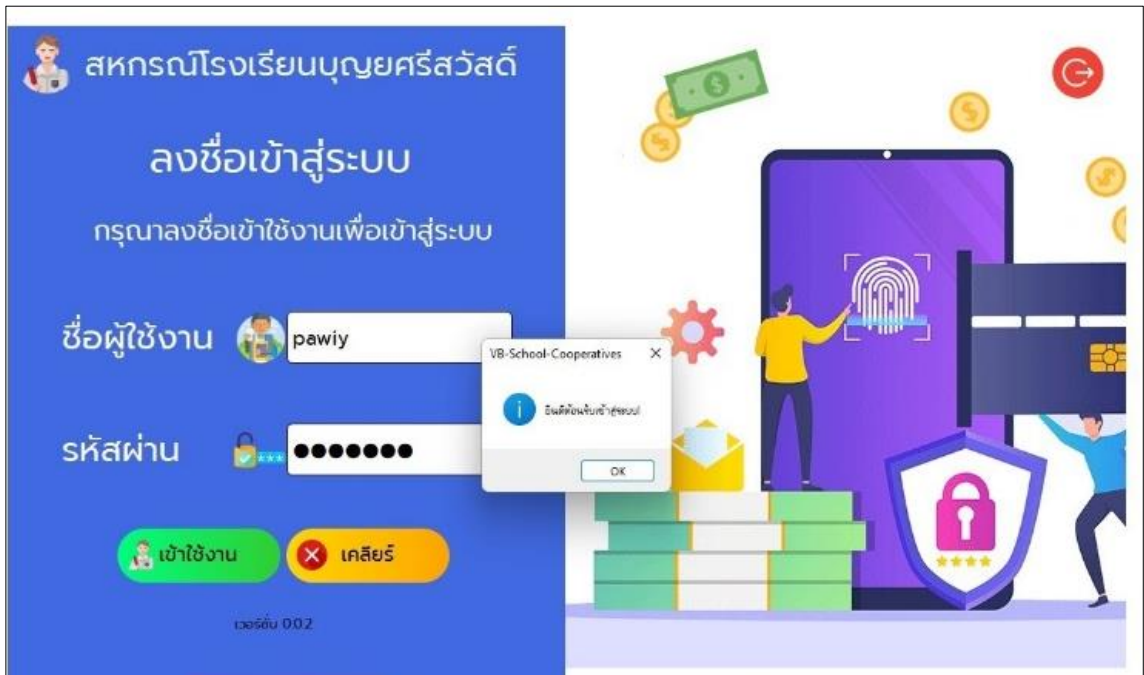 สหกรณ์โรงเรียนบุญยศรีสวัสดิ์
ลงชื่อเข้าสู่ระบบ
กรุณาลงชื่อเข้าใช้งานเพื่อเข้าสู่ระบบ
ชื่อผู้ใช้งาน pawiy
VB-School-Cooperatives
ยินดีต้อนรับเข้าสู่ระบบ!
รหัสผ่าน ●●●●●●●
OK
เข้าใช้งาน เคลียร์
เวอร์ชั่น 0.0.2